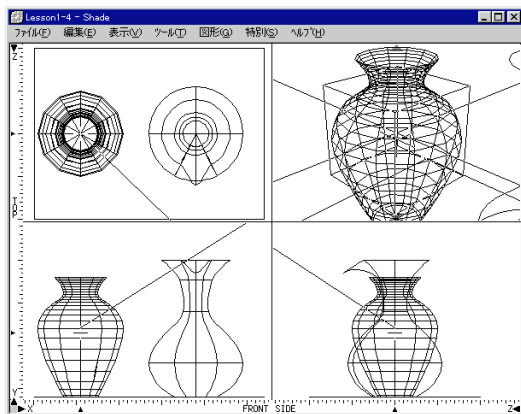 Lesson1-4 - Shade
ファイル(F) 編集(E) 表示(V) ツール(T) 図形(G) 特別(S) ヘルプ(H)
Z
TOP
Y
X FRONT SIDE Z